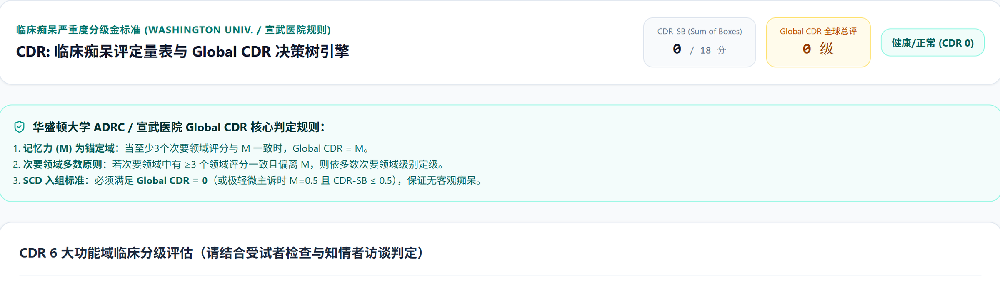 临床痴呆严重度分级金标准 (WASHINGTON UNIV. / 宣武医院规则)
CDR: 临床痴呆评定量表与 Global CDR 决策树引擎
CDR-SB (Sum of Boxes)
0 / 18 分
Global CDR 全球总评
0 级
健康/正常 (CDR 0)
华盛顿大学 ADRC / 宣武医院 Global CDR 核心判定规则：
1. 记忆力 (M) 为锚定域：当至少3个次要领域评分与 M 一致时，Global CDR = M。
2. 次要领域多数原则：若次要领域中有 ≥3 个领域评分一致且偏离 M，则依多数次要领域级别定级。
3. SCD 入组标准：必须满足 Global CDR = 0（或极轻微主诉时 M=0.5 且 CDR-SB ≤ 0.5），保证无客观痴呆。
CDR 6 大功能域临床分级评估（请结合受试者检查与知情者访谈判定）